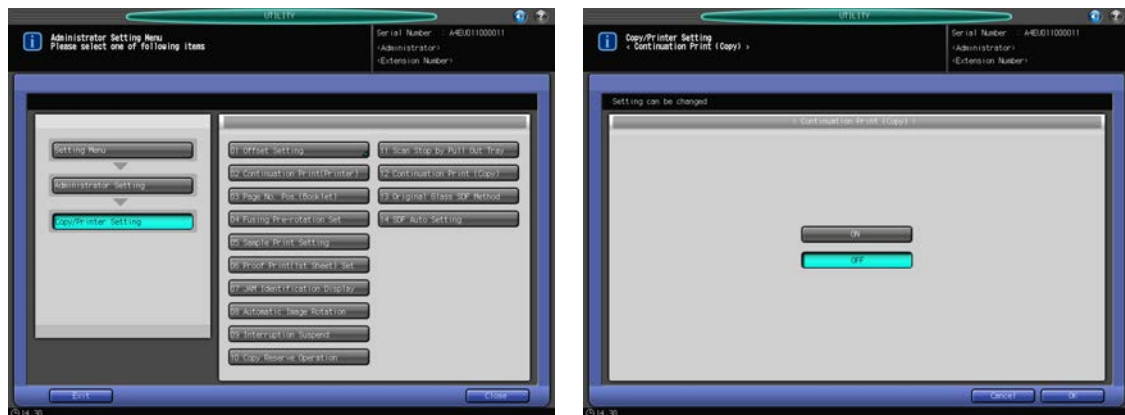 UTILITY
Administrator Setting Menu
Please select one of following items
Serial Number : A4EU011000011
<Administrator>
<Extension Number>
Setting Menu
Administrator Setting
Copy/Printer Setting
01 Offset Setting
02 Continuation Print(Printer)
03 Page No. Pos.(Booklet)
04 Fusing Pre-rotation Set
05 Sample Print Setting
06 Proof Print(1st Sheet) Set
07 JAM Identification Display
08 Automatic Image Rotation
09 Interruption Suspend
10 Copy Reserve Operation
11 Scan Stop by Pull Out Tray
12 Continuation Print (Copy)
13 Original Glass SDF Method
14 SDF Auto Setting
Exit
Close
14:30
UTILITY
Copy/Printer Setting
< Continuation Print (Copy) >
Serial Number : A4EU011000011
<Administrator>
<Extension Number>
Setting can be changed
< Continuation Print (Copy) >
ON
OFF
Cancel
OK
14:30